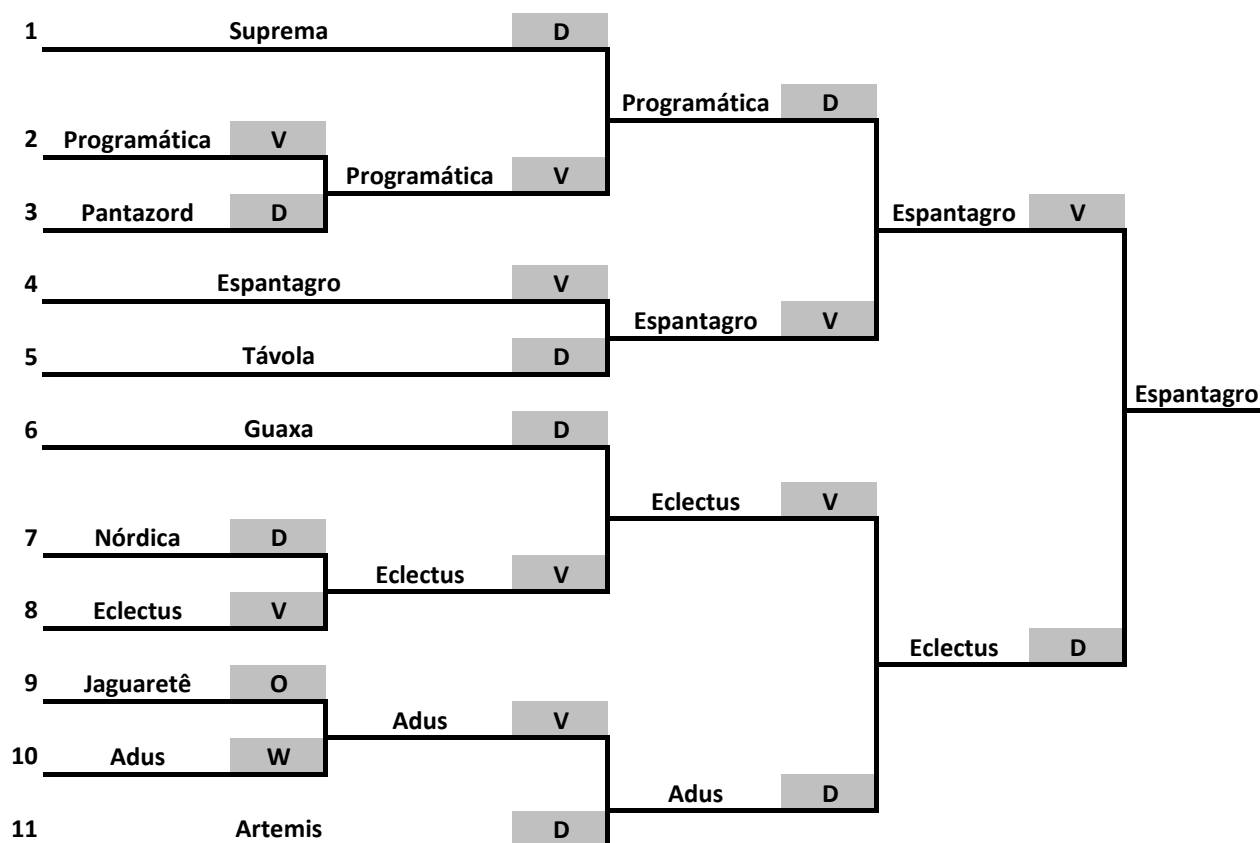 1 Suprema D
Programática D
2 Programática V
Programática V
3 Pantazord D
Espantagro V
4 Espantagro V
Espantagro V
5 Távola D
Espantagro
6 Guaxa D
Eclectus V
7 Nórdica D
Eclectus V
8 Eclectus V
Eclectus D
9 Jaguaretê O
Adus V
10 Adus W
Adus D
11 Artemis D